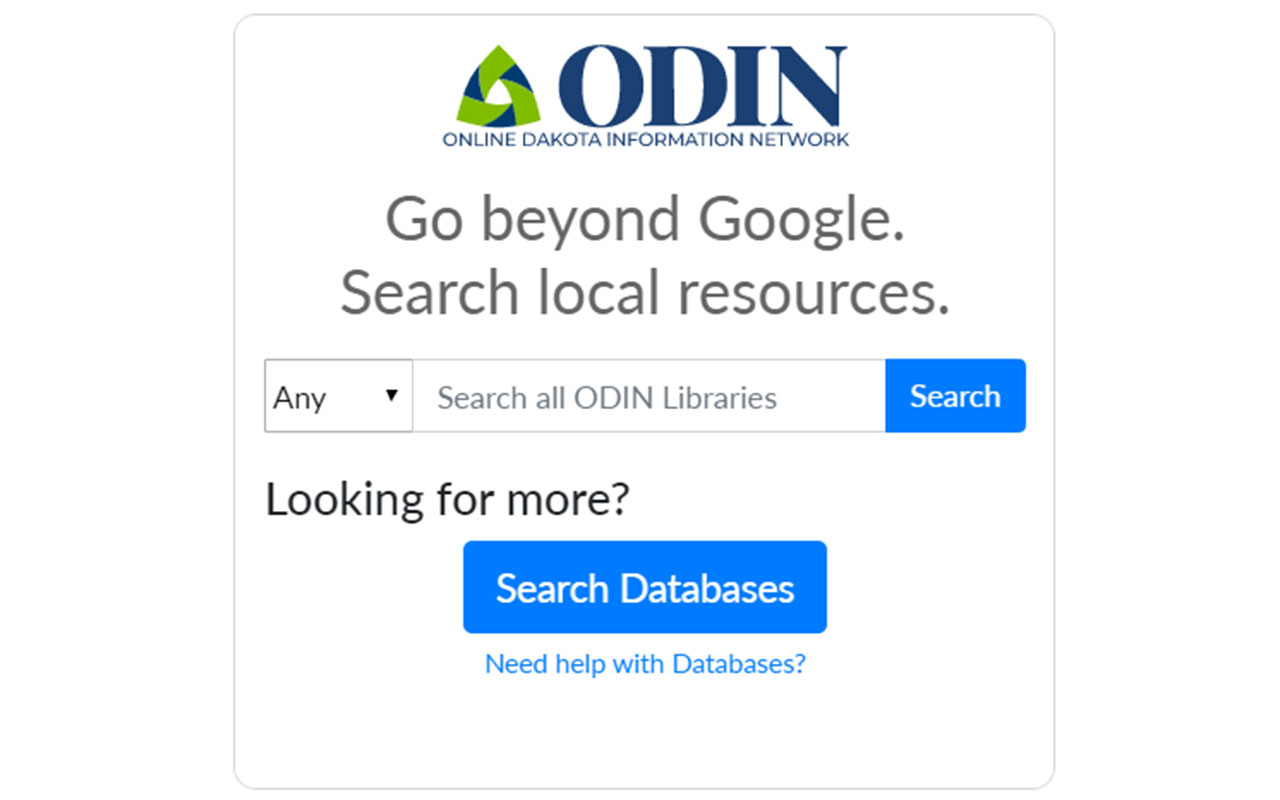 ODIN
ONLINE DAKOTA INFORMATION NETWORK
Go beyond Google.
Search local resources.
Any Search all ODIN Libraries Search
Looking for more?
Search Databases
Need help with Databases?